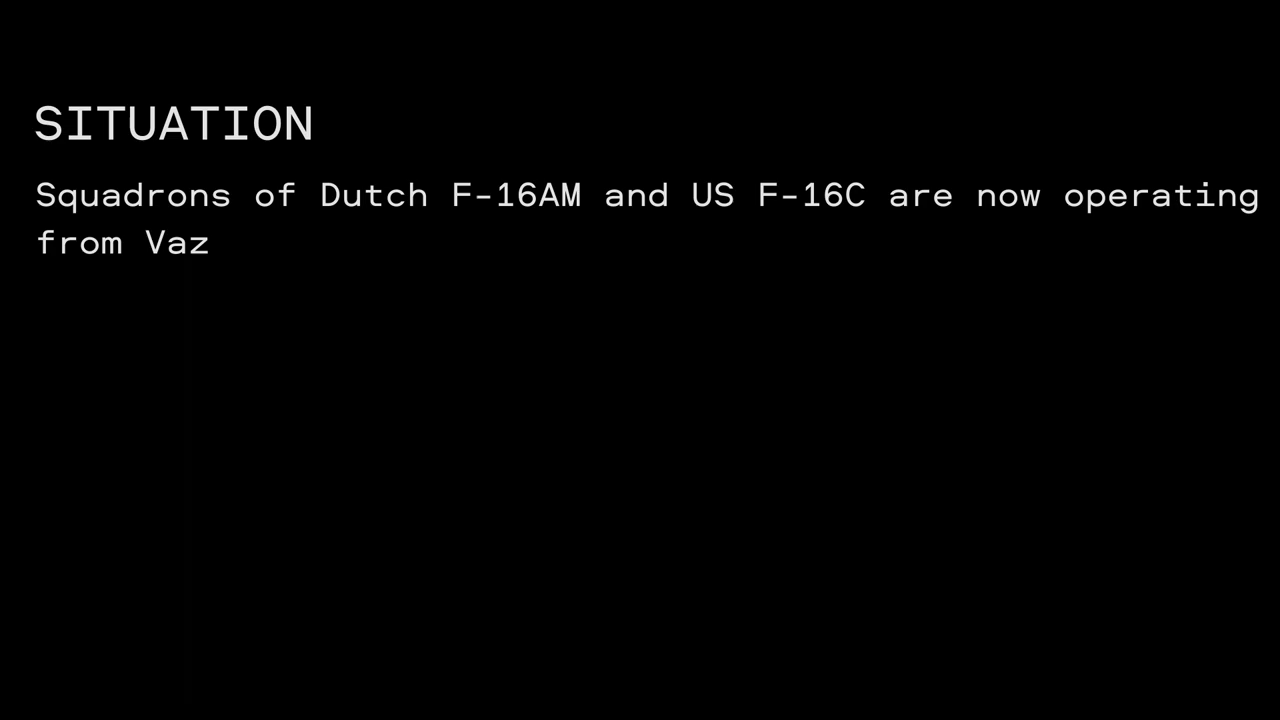 SITUATION
Squadrons of Dutch F-16AM and US F-16C are now operating
from Vaz